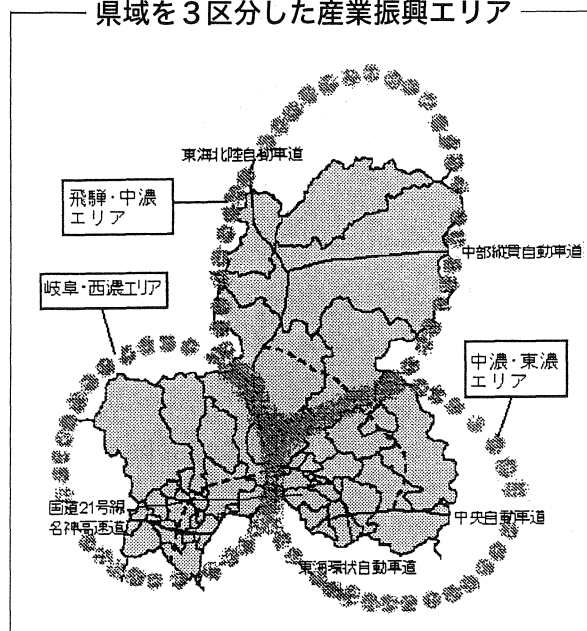 県域を３区分した産業振興エリア
東海北陸自動車道
飛騨・中濃
エリア
中部縦貫自動車道
岐阜・西濃エリア
中濃・東濃
エリア
国道21号線
名神高速道
中央自動車道
東海環状自動車道